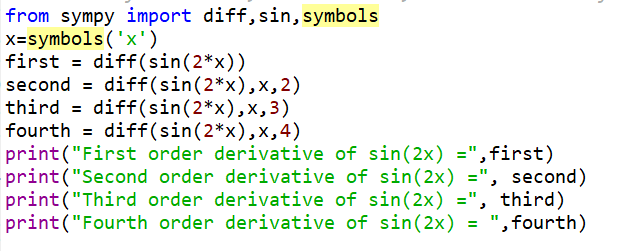 from sympy import diff,sin,symbols
x=symbols('x')
first = diff(sin(2*x))
second = diff(sin(2*x),x,2)
third = diff(sin(2*x),x,3)
fourth = diff(sin(2*x),x,4)
print("First order derivative of sin(2x) =",first)
print("Second order derivative of sin(2x) =", second)
print("Third order derivative of sin(2x) =", third)
print("Fourth order derivative of sin(2x) = ",fourth)